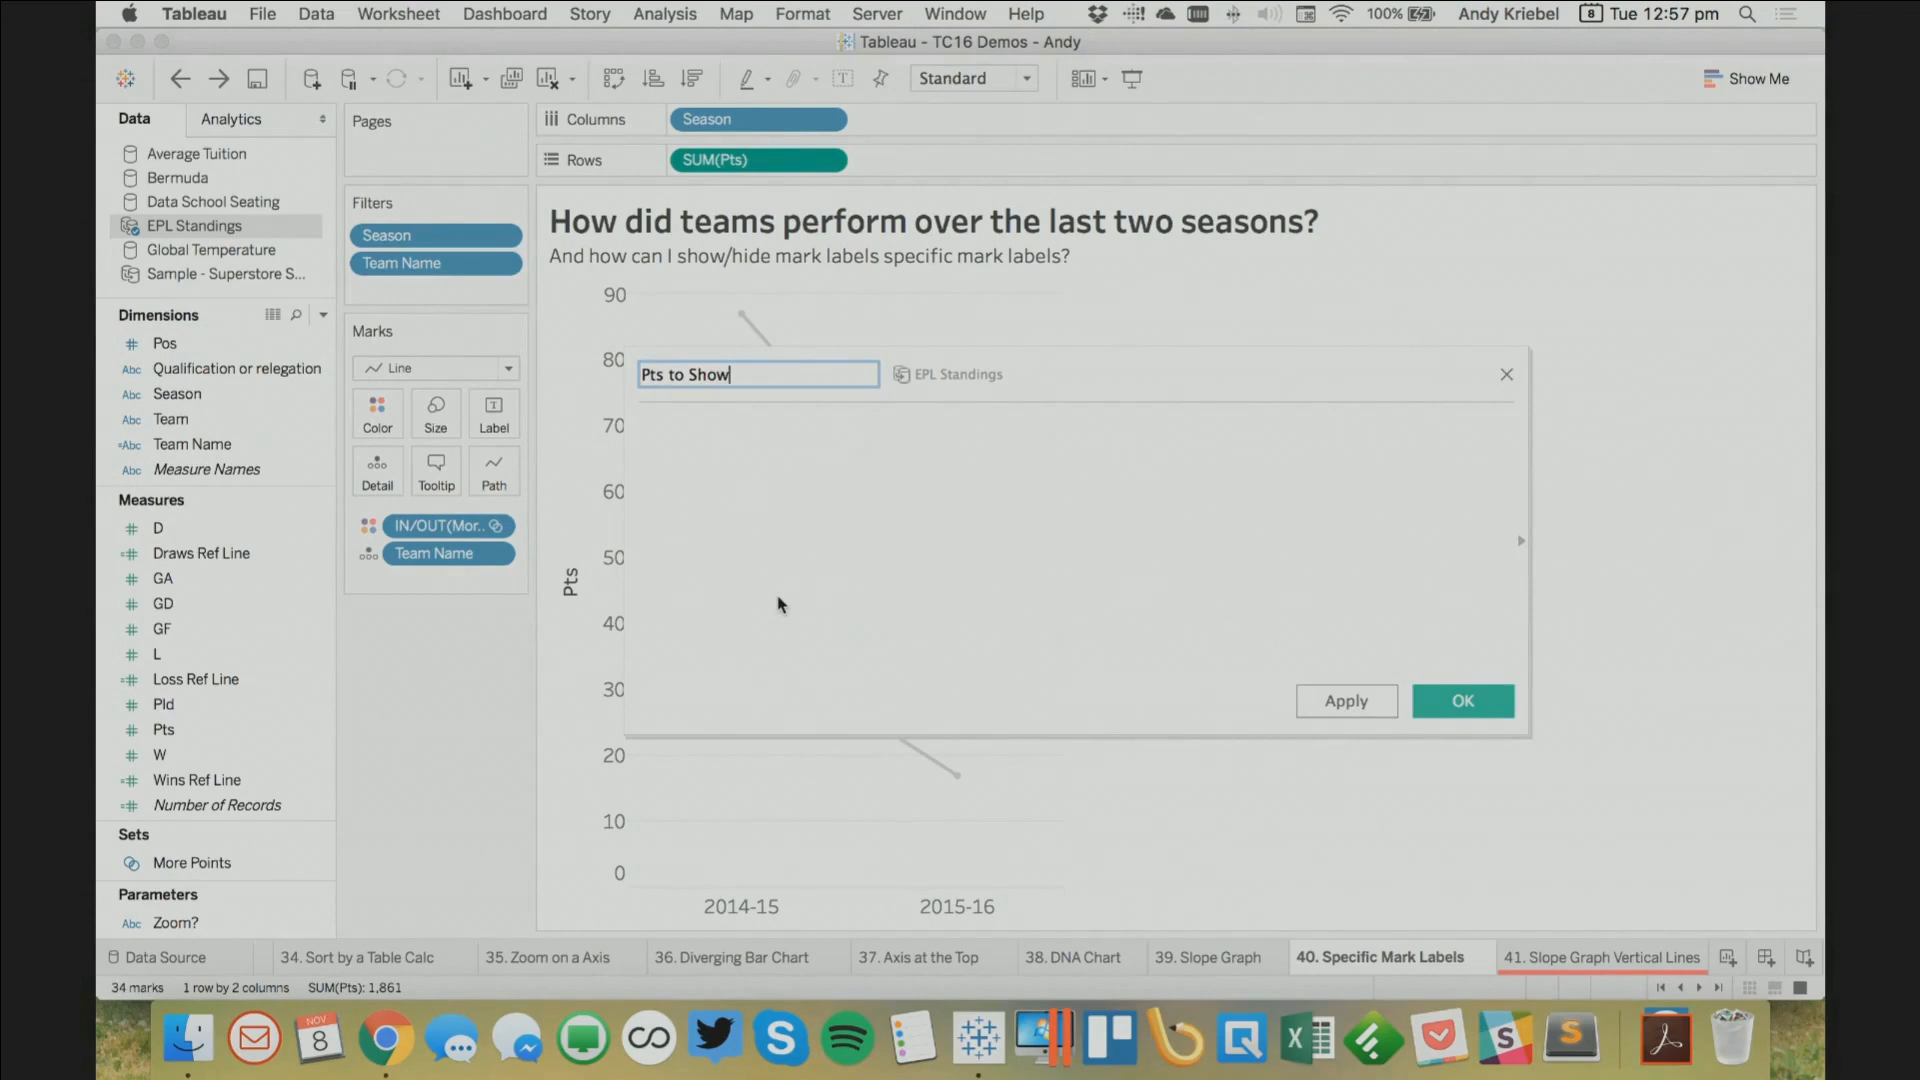 Tableau File Data Worksheet Dashboard Story Analysis Map Format Server Window Help 8 100% Andy Kriebel Tue 12:57 pm
Tableau - TC16 Demos - Andy
Standard Show Me
Data Analytics
Average Tuition
Bermuda
Data School Seating
EPL Standings
Global Temperature
Sample - Superstore S...
Dimensions
# Pos
Abc Qualification or relegation
Abc Season
Abc Team
=Abc Team Name
Abc Measure Names
Measures
# D
=# Draws Ref Line
# GA
# GD
# GF
# L
=# Loss Ref Line
# Pld
# Pts
# W
=# Wins Ref Line
=# Number of Records
Sets
More Points
Parameters
Abc Zoom?
Pages
Filters
Season
Team Name
Marks
Line
Color Size Label
Detail Tooltip Path
IN/OUT(Mor..
Team Name
Columns Season
Rows SUM(Pts)
How did teams perform over the last two seasons?
And how can I show/hide mark labels specific mark labels?
90
80
70
60
50
40
30
20
10
0
Pts
2014-15 2015-16
Pts to Show EPL Standings
Apply OK
Data Source 34. Sort by a Table Calc 35. Zoom on a Axis 36. Diverging Bar Chart 37. Axis at the Top 38. DNA Chart 39. Slope Graph 40. Specific Mark Labels 41. Slope Graph Vertical Lines
34 marks 1 row by 2 columns SUM(Pts): 1,861
NOV
8